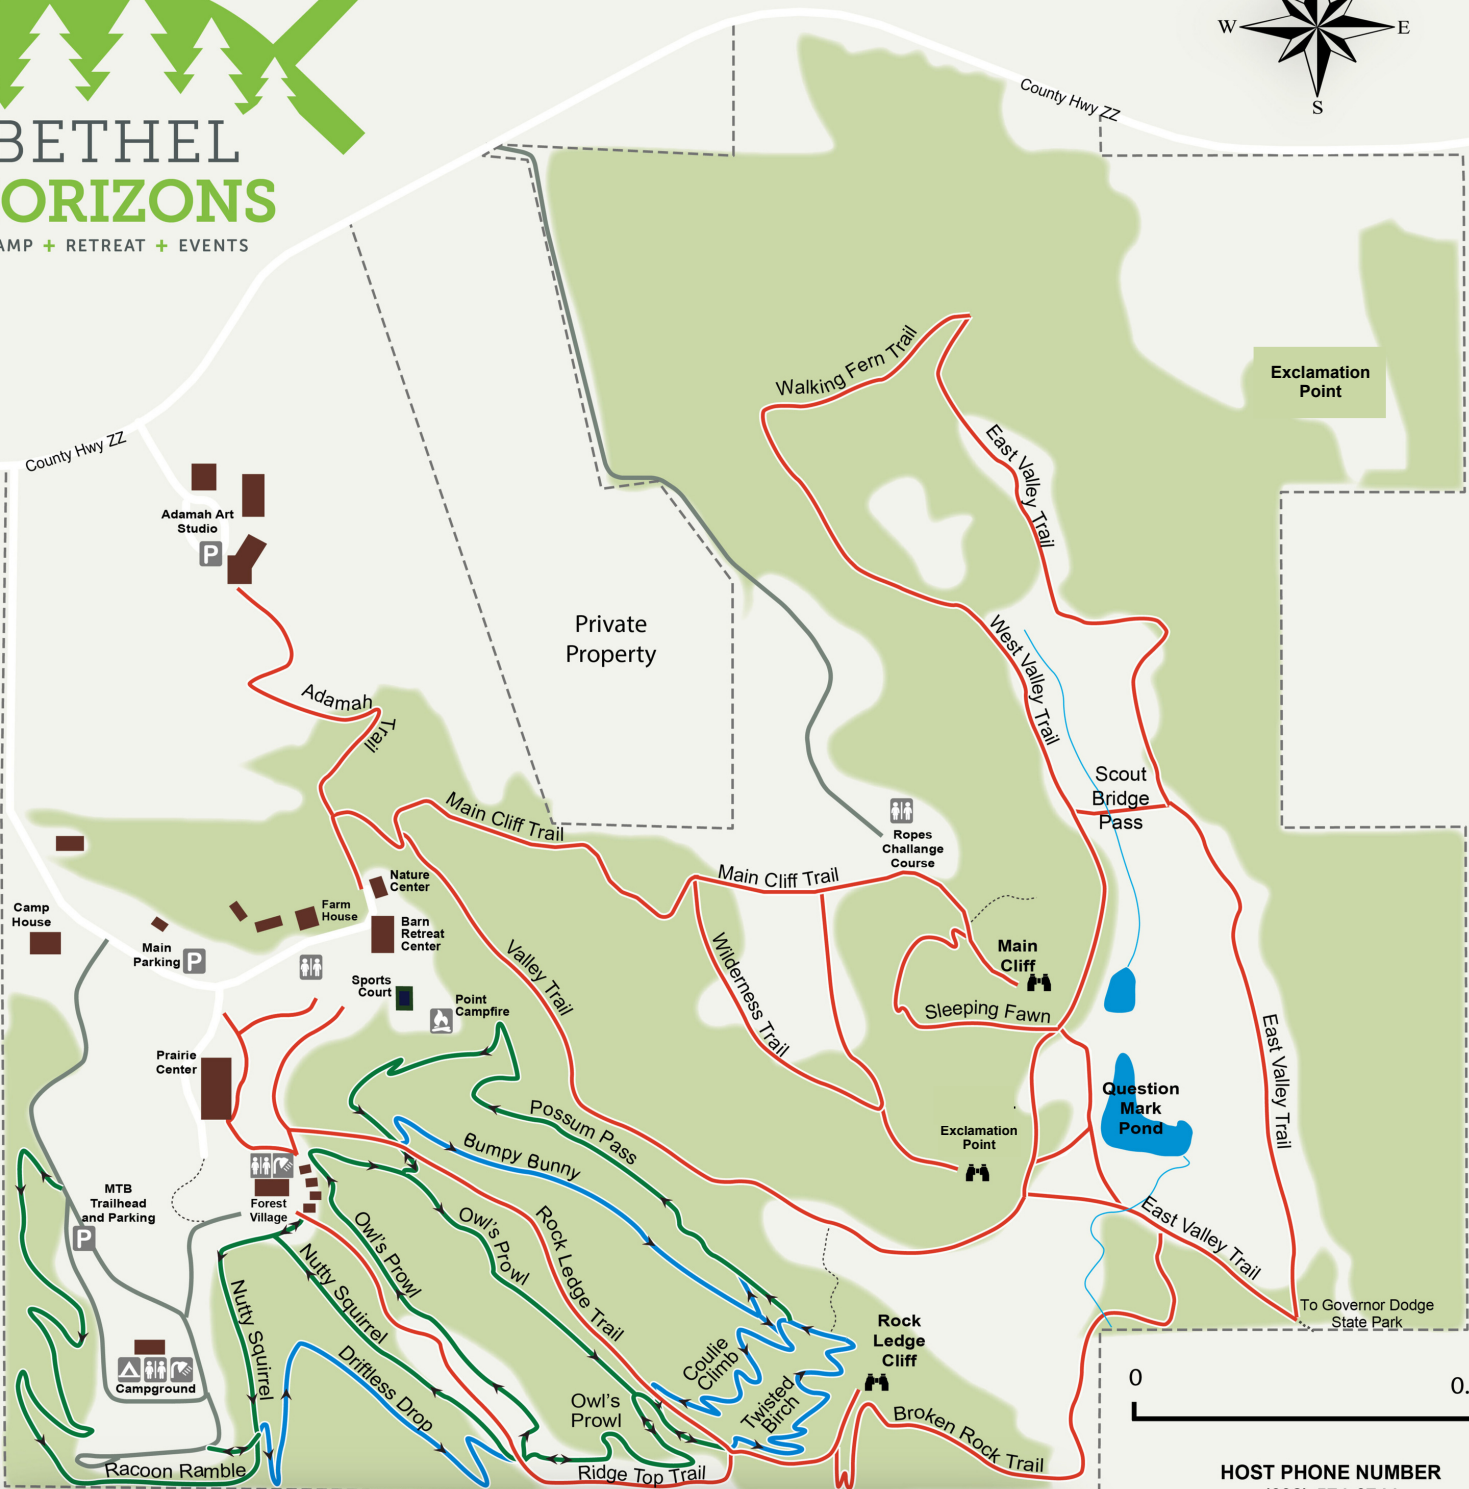 W
E
S
BETHEL
ORIZONS
AMP + RETREAT + EVENTS
County Hwy ZZ
Exclamation
Point
Walking Fern Trail
East Valley Trail
County Hwy ZZ
Adamah Art
Studio
P
Private
Property
West Valley Trail
Adamah
Trail
Scout
Bridge
Pass
Main Cliff Trail
Ropes
Challange
Course
Main Cliff Trail
Nature
Center
Farm
House
Camp
House
Barn
Retreat
Center
Main
Parking
P
Main
Cliff
Wilderness Trail
Valley Trail
Sports
Court
Point
Campfire
Sleeping Fawn
East Valley Trail
Prairie
Center
Question
Mark
Pond
Possum Pass
Exclamation
Point
Bumpy Bunny
MTB
Trailhead
and Parking
P
Forest
Village
Owl's Prowl
Owl's Prowl
Rock Ledge Trail
East Valley Trail
Nutty Squirrel
Nutty Squirrel
To Governor Dodge
State Park
Rock
Ledge
Cliff
Coulie
Climb
Driftless Drop
Campground
Twisted
Birch
Owl's
Prowl
Broken Rock Trail
0
0.
Racoon Ramble
Ridge Top Trail
HOST PHONE NUMBER